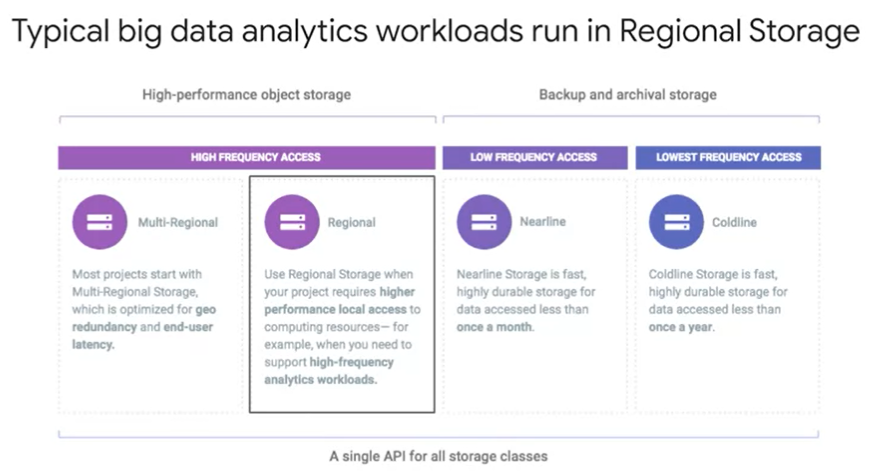 Typical big data analytics workloads run in Regional Storage
High-performance object storage
Backup and archival storage
HIGH FREQUENCY ACCESS
LOW FREQUENCY ACCESS
LOWEST FREQUENCY ACCESS
Multi-Regional
Most projects start with
Multi-Regional Storage,
which is optimized for geo
redundancy and end-user
latency.
Regional
Use Regional Storage when
your project requires higher
performance local access to
computing resources— for
example, when you need to
support high-frequency
analytics workloads.
Nearline
Nearline Storage is fast,
highly durable storage for
data accessed less than
once a month.
Coldline
Coldline Storage is fast,
highly durable storage for
data accessed less than
once a year.
A single API for all storage classes